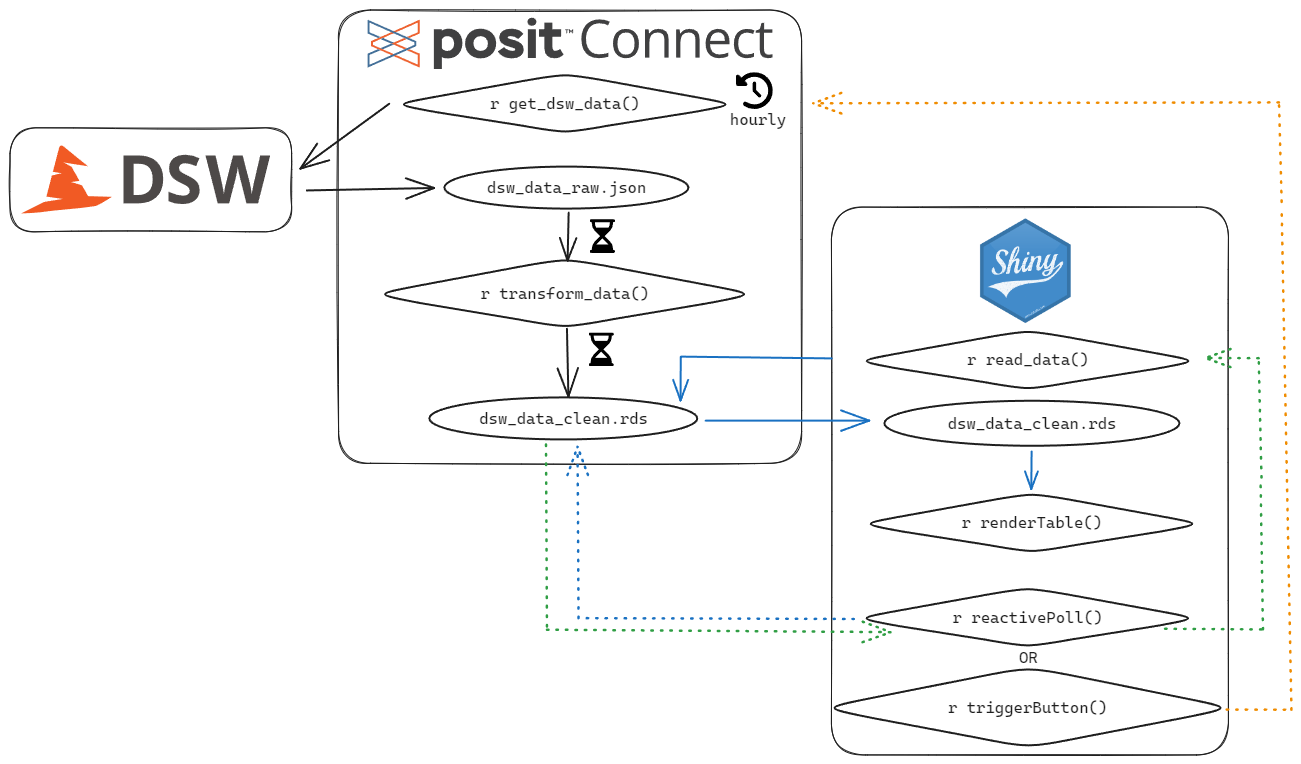 posit™ Connect
r get_dsw_data()
hourly
DSW
dsw_data_raw.json
r transform_data()
dsw_data_clean.rds
Shiny
r read_data()
dsw_data_clean.rds
r renderTable()
r reactivePoll()
OR
r triggerButton()